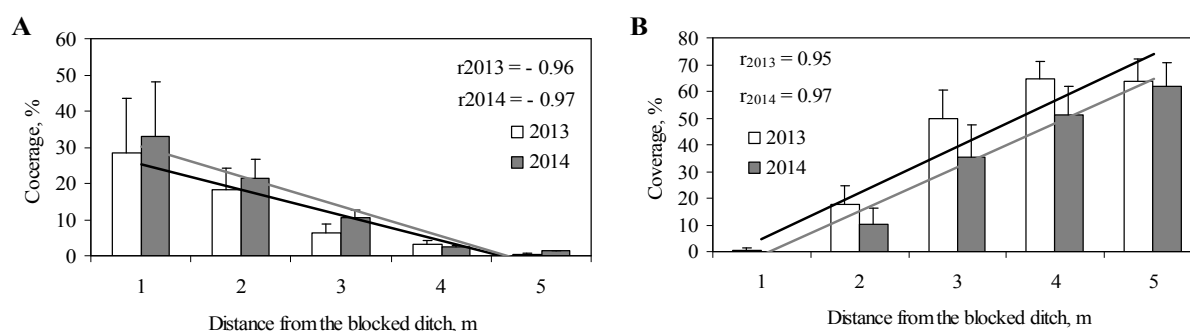 A
60
50
40
30
20
10
0
Cocerage, %
r2013 = - 0.96
r2014 = - 0.97
2013
2014
1 2 3 4 5
Distance from the blocked ditch, m
B
80
70
60
50
40
30
20
10
0
Coverage, %
r2013 = 0.95
r2014 = 0.97
2013
2014
1 2 3 4 5
Distance from the blocked ditch, m